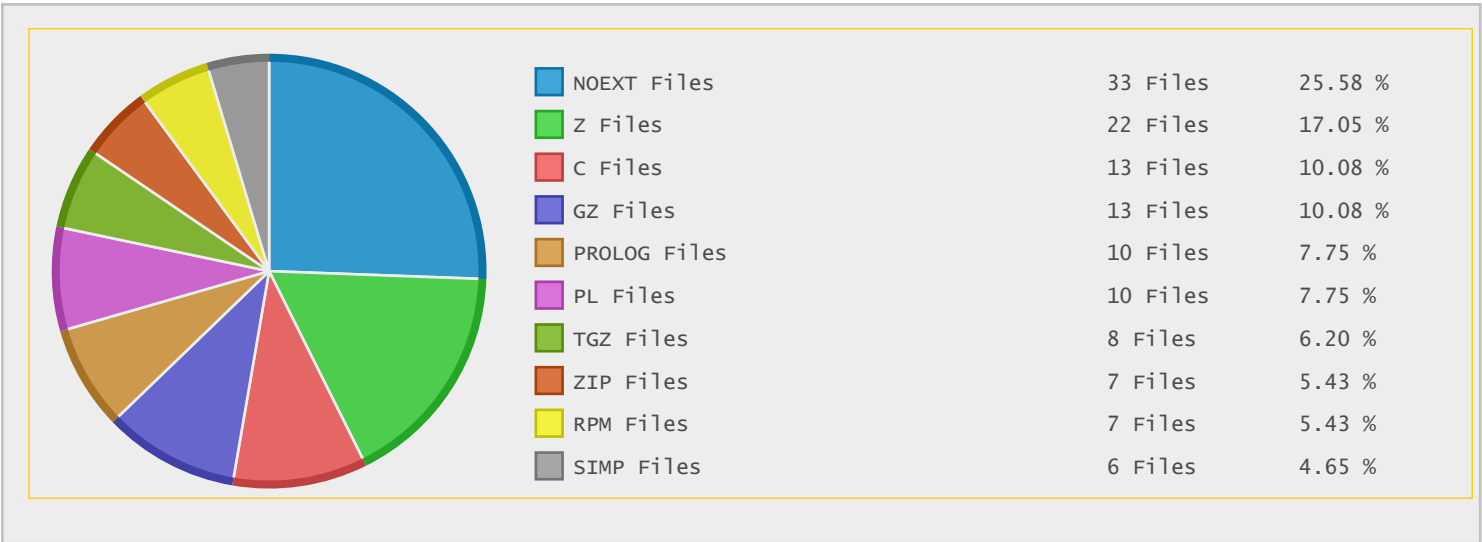 NOEXT Files 33 Files 25.58 %
Z Files 22 Files 17.05 %
C Files 13 Files 10.08 %
GZ Files 13 Files 10.08 %
PROLOG Files 10 Files 7.75 %
PL Files 10 Files 7.75 %
TGZ Files 8 Files 6.20 %
ZIP Files 7 Files 5.43 %
RPM Files 7 Files 5.43 %
SIMP Files 6 Files 4.65 %